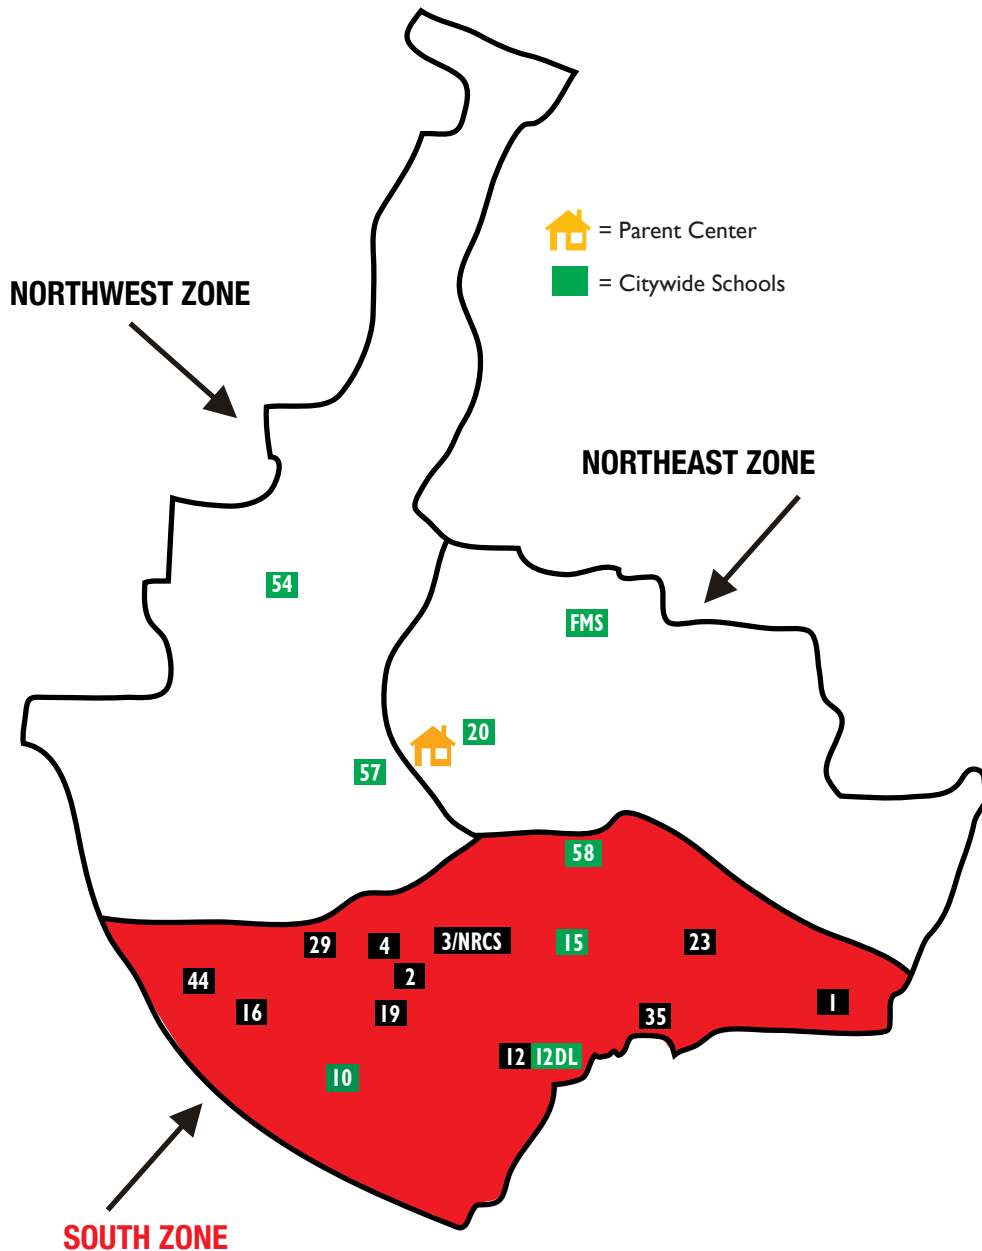 = Parent Center
= Citywide Schools
NORTHWEST ZONE
NORTHEAST ZONE
54
FMS
20
57
58
29
4
3/NRCS
15
23
2
44
16
19
35
1
12
12DL
10
SOUTH ZONE